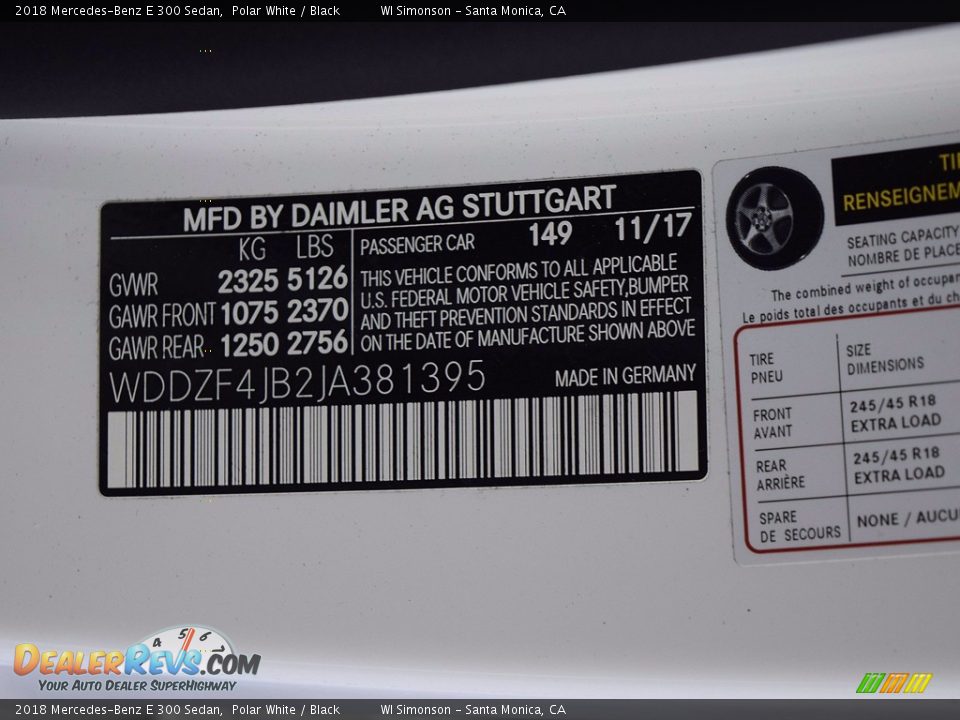 2018 Mercedes-Benz E 300 Sedan, Polar White / Black WI Simonson - Santa Monica, CA
MFD BY DAIMLER AG STUTTGART
KG LBS
GVWR 2325 5126
GAWR FRONT 1075 2370
GAWR REAR 1250 2756
PASSENGER CAR 149 11/17
THIS VEHICLE CONFORMS TO ALL APPLICABLE
U.S. FEDERAL MOTOR VEHICLE SAFETY, BUMPER
AND THEFT PREVENTION STANDARDS IN EFFECT
ON THE DATE OF MANUFACTURE SHOWN ABOVE
WDDZF4JB2JA381395 MADE IN GERMANY
TI
RENSEIGNEM
SEATING CAPACITY
NOMBRE DE PLACE
The combined weight of occupan
Le poids total des occupants et du ch
TIRE SIZE
PNEU DIMENSIONS
FRONT 245/45 R18
AVANT EXTRA LOAD
REAR 245/45 R18
ARRIÈRE EXTRA LOAD
SPARE NONE / AUCU
DE SECOURS
4 5 6 7
DEALERREVS.COM
YOUR AUTO DEALER SUPERHIGHWAY
2018 Mercedes-Benz E 300 Sedan, Polar White / Black WI Simonson - Santa Monica, CA